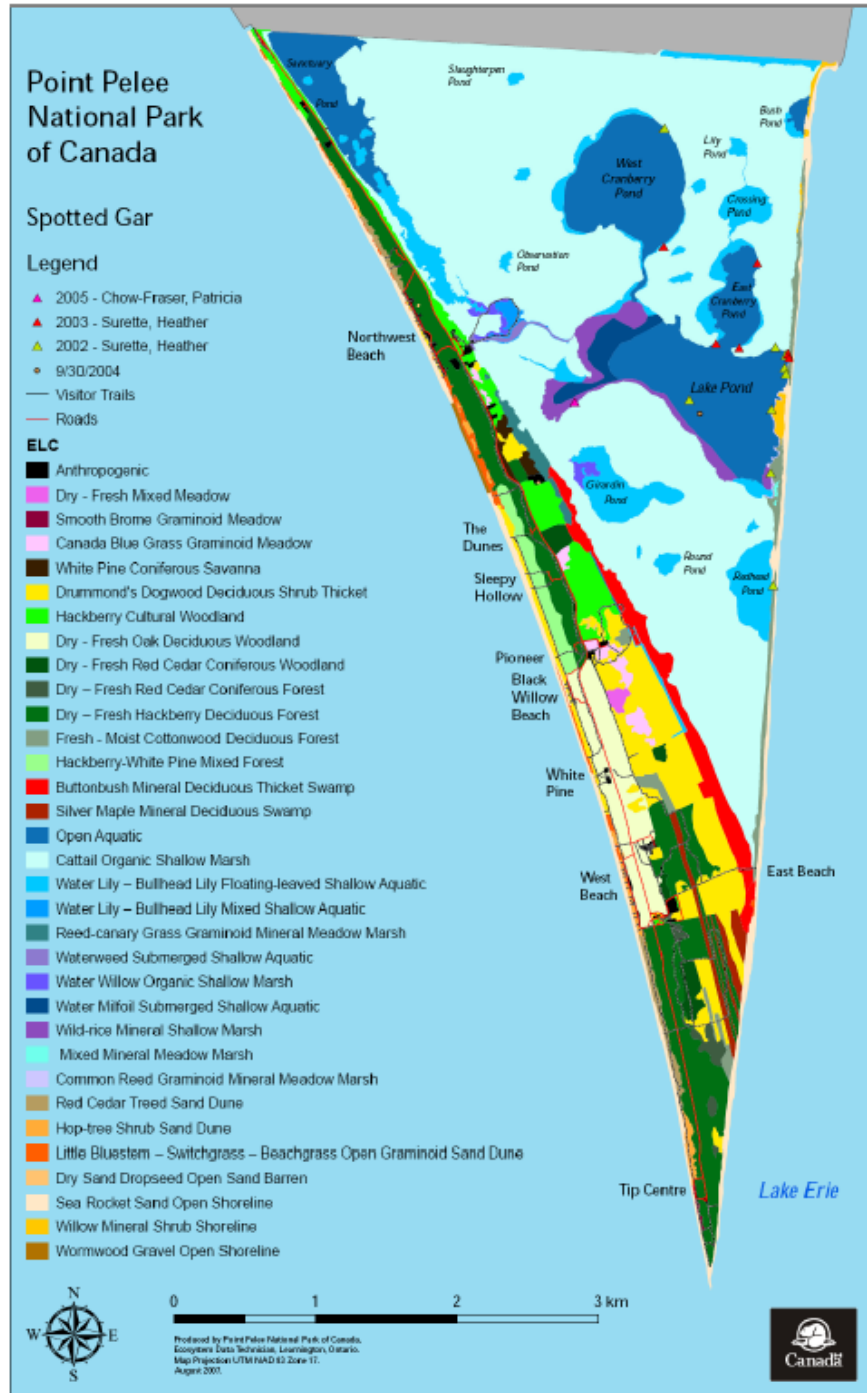 Point Pelee
National Park
of Canada
Spotted Gar
Legend
2005 - Chow-Fraser, Patricia
2003 - Surette, Heather
2002 - Surette, Heather
9/30/2004
Visitor Trails
Roads
ELC
Anthropogenic
Dry - Fresh Mixed Meadow
Smooth Brome Graminoid Meadow
Canada Blue Grass Graminoid Meadow
White Pine Coniferous Savanna
Drummond's Dogwood Deciduous Shrub Thicket
Hackberry Cultural Woodland
Dry - Fresh Oak Deciduous Woodland
Dry - Fresh Red Cedar Coniferous Woodland
Dry – Fresh Red Cedar Coniferous Forest
Dry – Fresh Hackberry Deciduous Forest
Fresh - Moist Cottonwood Deciduous Forest
Hackberry-White Pine Mixed Forest
Buttonbush Mineral Deciduous Thicket Swamp
Silver Maple Mineral Deciduous Swamp
Open Aquatic
Cattail Organic Shallow Marsh
Water Lily – Bullhead Lily Floating-leaved Shallow Aquatic
Water Lily – Bullhead Lily Mixed Shallow Aquatic
Reed-canary Grass Graminoid Mineral Meadow Marsh
Waterweed Submerged Shallow Aquatic
Water Willow Organic Shallow Marsh
Water Milfoil Submerged Shallow Aquatic
Wild-rice Mineral Shallow Marsh
Mixed Mineral Meadow Marsh
Common Reed Graminoid Mineral Meadow Marsh
Red Cedar Treed Sand Dune
Hop-tree Shrub Sand Dune
Little Bluestem – Switchgrass – Beachgrass Open Graminoid Sand Dune
Dry Sand Dropseed Open Sand Barren
Sea Rocket Sand Open Shoreline
Willow Mineral Shrub Shoreline
Wormwood Gravel Open Shoreline
Sanctuary
Pond
Slaughterpen
Pond
Bush
Pond
Lily
Pond
West
Cranberry
Pond
Crossing
Pond
Observation
Pond
East
Cranberry
Pond
Northwest
Beach
Lake Pond
Girardin
Pond
The
Dunes
Round
Pond
Redhead
Pond
Sleepy
Hollow
Pioneer
Black
Willow
Beach
White
Pine
West
Beach
East Beach
Tip Centre
Lake Erie
N
W E
S
0 1 2 3 km
Produced by Point Pelee National Park of Canada,
Ecosystem Data Technician, Leamington, Ontario.
Map Projection UTM NAD 83 Zone 17.
August 2007.
Canada